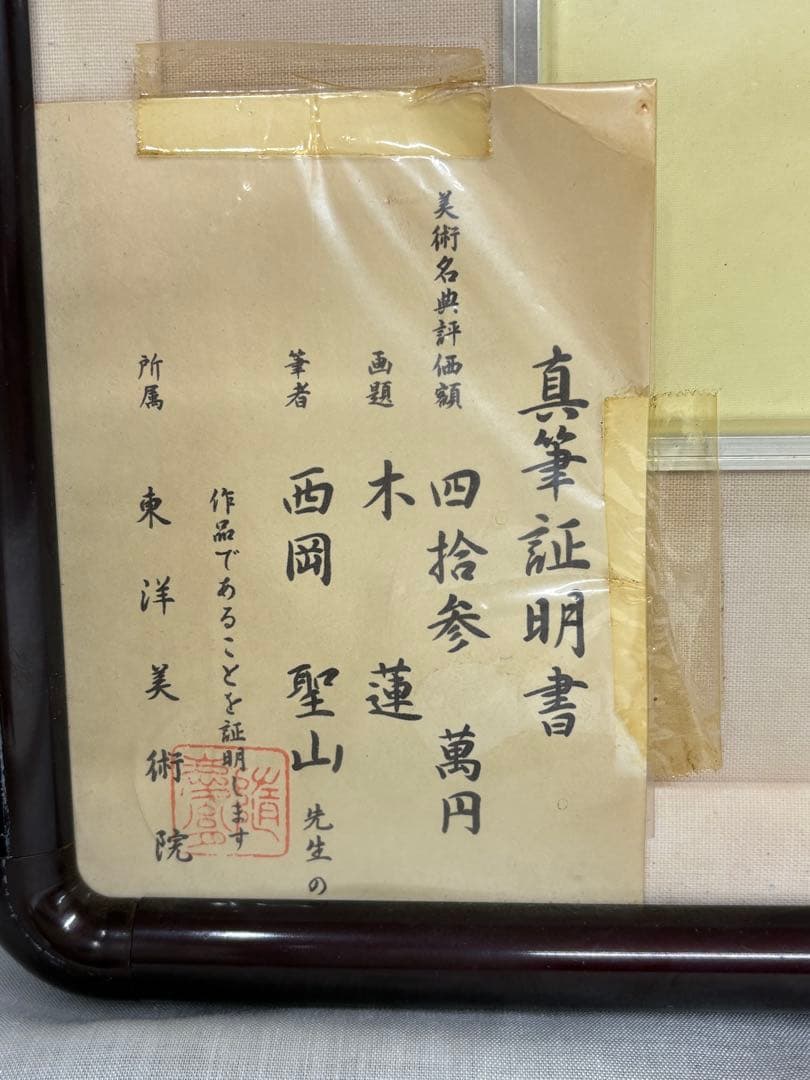 真筆証明書
美術名典評価額 四拾参萬円
画題 木蓮
筆者 西岡聖山先生の
作品であることを証明します
所属 東洋美術院